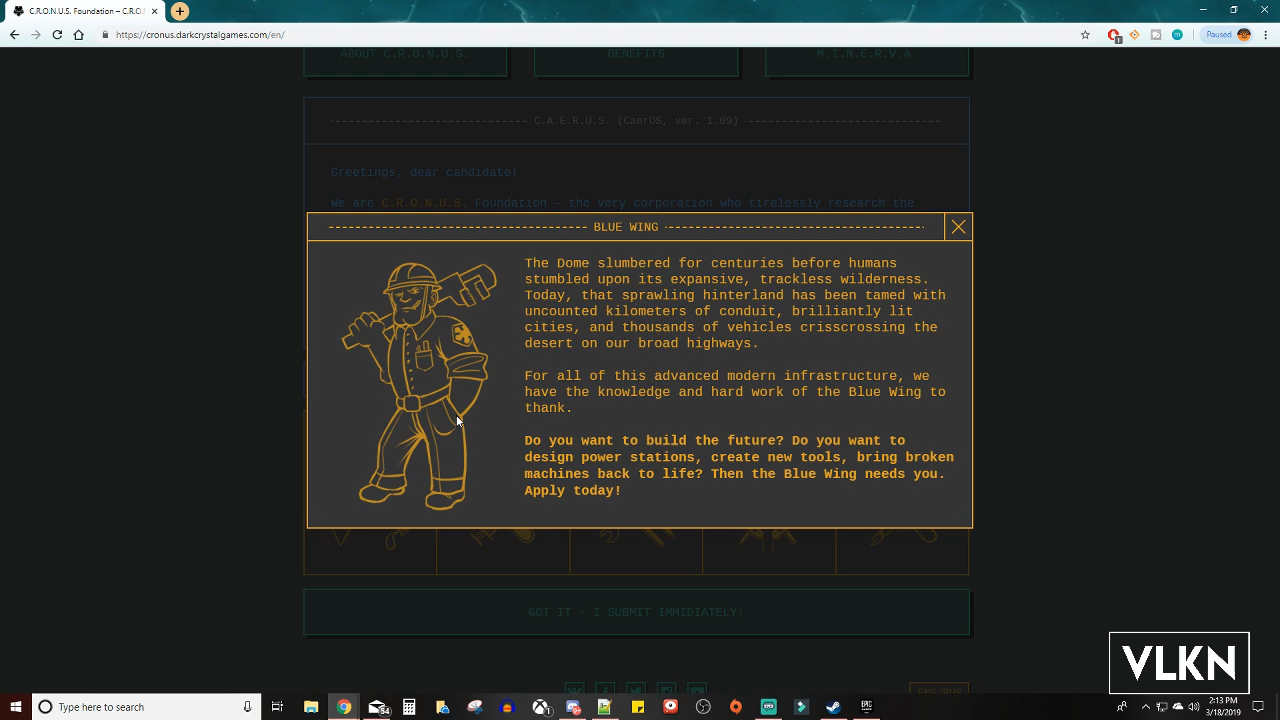 C.R.O.N.U.S. Foundation – C.R.O.N
https://cronus.darkcrystalgames.com/en/
Paused
ABOUT C.R.O.N.U.S.
BENEFITS
M.I.N.E.R.V.A.
C.A.E.R.U.S. (CaerOS, ver. 1.09)
Greetings, dear candidate!
We are C.R.O.N.U.S. Foundation — the very corporation who tirelessly research the
BLUE WING
The Dome slumbered for centuries before humans
stumbled upon its expansive, trackless wilderness.
Today, that sprawling hinterland has been tamed with
uncounted kilometers of conduit, brilliantly lit
cities, and thousands of vehicles crisscrossing the
desert on our broad highways.
For all of this advanced modern infrastructure, we
have the knowledge and hard work of the Blue Wing to
thank.
Do you want to build the future? Do you want to
design power stations, create new tools, bring broken
machines back to life? Then the Blue Wing needs you.
Apply today!
GOT IT - I SUBMIT IMMIDIATELY!
ENG/РУС
VLKN
Type here to search
54
2:13 PM
3/18/2019